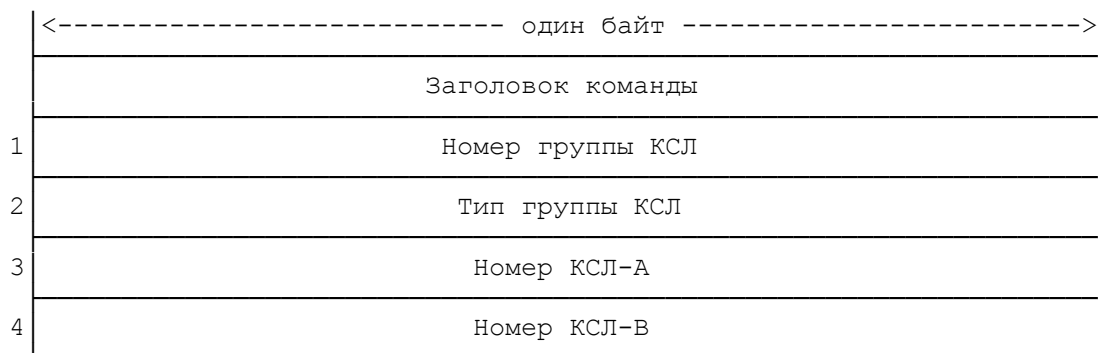 <---------------------------- один байт ------------------------>
Заголовок команды
1 Номер группы КСЛ
2 Тип группы КСЛ
3 Номер КСЛ-А
4 Номер КСЛ-В